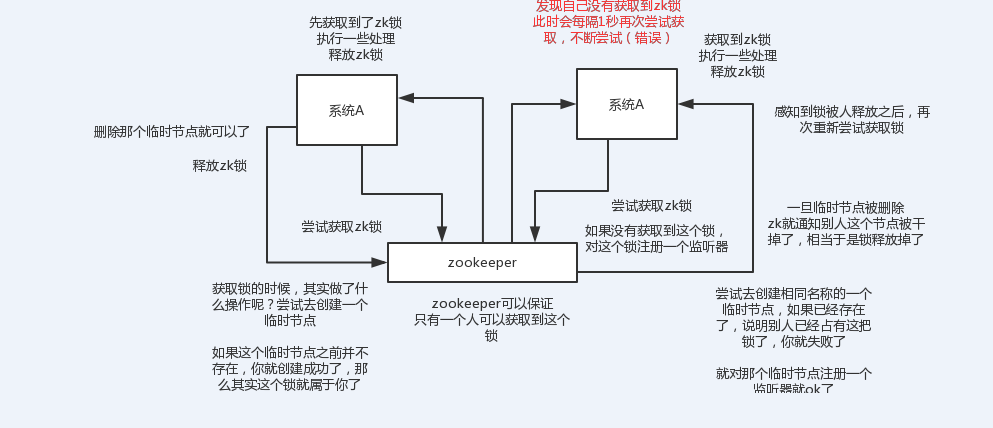 发现自己没有获取到zk锁
此时会每隔1秒再次尝试获
取，不断尝试（错误）
先获取到了zk锁
执行一些处理
释放zk锁
获取到zk锁
执行一些处理
释放zk锁
系统A
系统A
感知到锁被人释放之后，再
次重新尝试获取锁
删除那个临时节点就可以了
释放zk锁
尝试获取zk锁
尝试获取zk锁
如果没有获取到这个锁，
对这个锁注册一个监听器
一旦临时节点被删除
zk就通知别人这个节点被干
掉了，相当于是锁释放掉了
zookeeper
获取锁的时候，其实做了什
么操作呢？尝试去创建一个
临时节点
如果这个临时节点之前并不
存在，你就创建成功了，那
么其实这个锁就属于你了
zookeeper可以保证
只有一个人可以获取到这个
锁
尝试去创建相同名称的一个
临时节点，如果已经存在
了，说明别人已经占有这把
锁了，你就失败了
就对那个临时节点注册一个
监听器就ok了